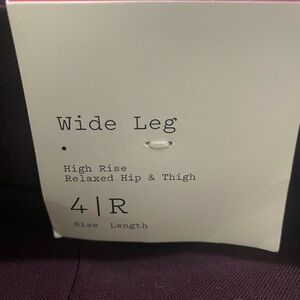 Wide Leg
High Rise
Relaxed Hip & Thigh
4|R
Size Length